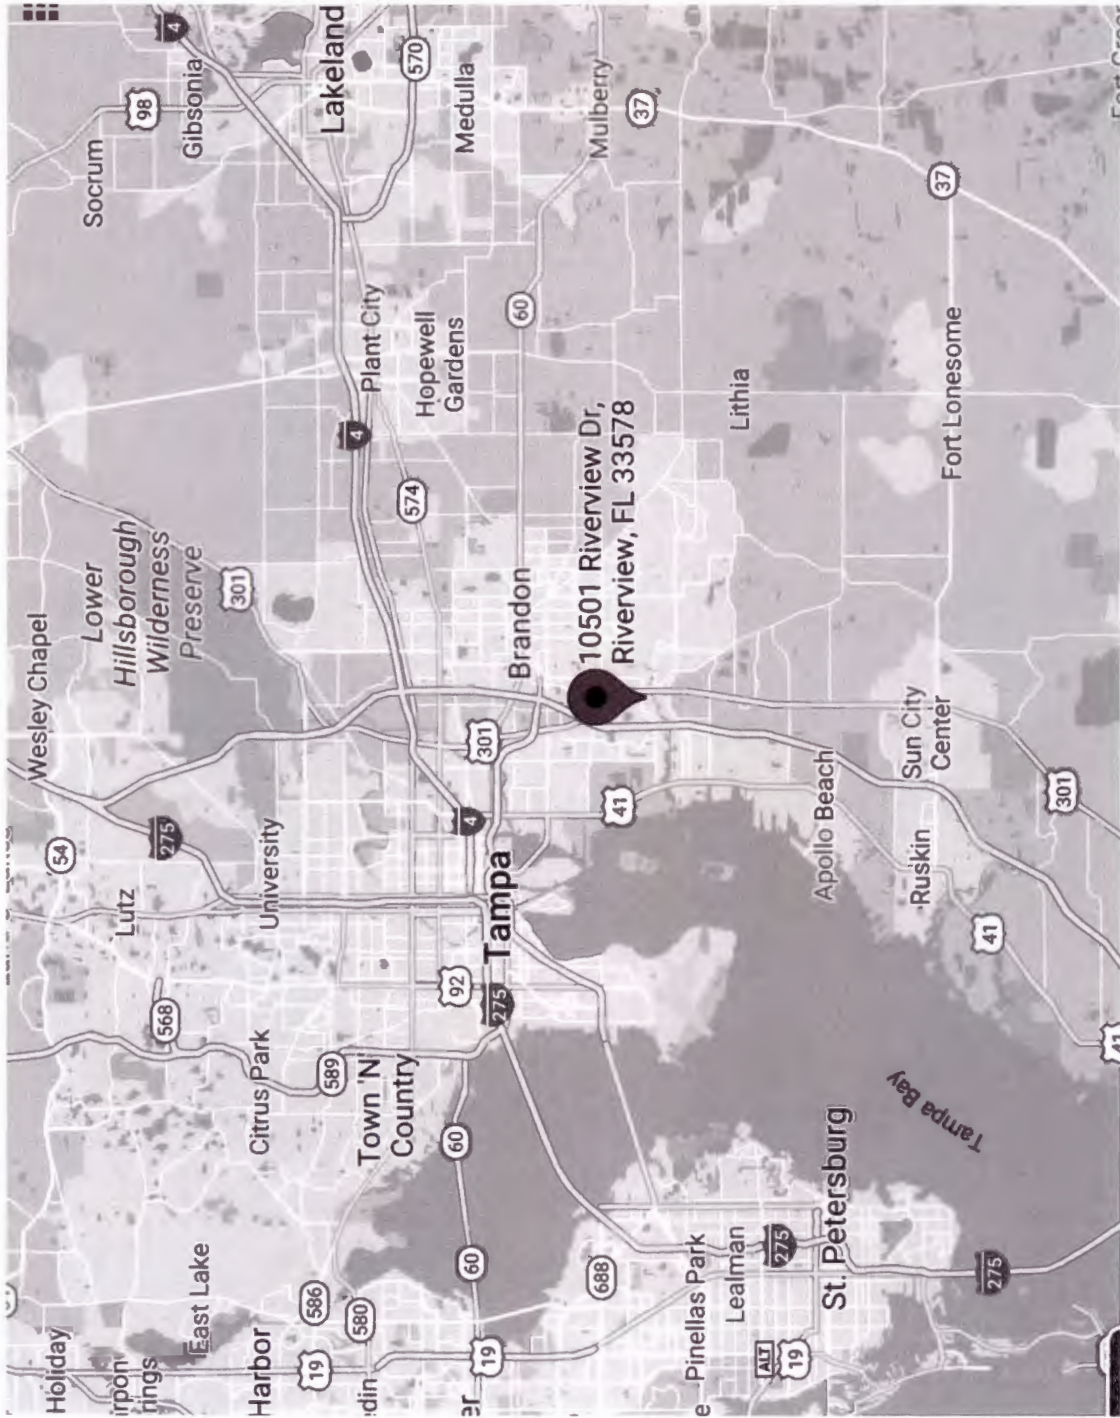 Holiday
Wesley Chapel
54
Lutz
Socrum
98
Lower
Hillsborough
Wilderness
Preserve
275
568
Gibsonia
4
East Lake
301
Harbor
Citrus Park
University
19
586
589
Lakeland
580
Town 'N
Country
4
Plant City
574
570
60
92
4
Hopewell
Gardens
Medulla
60
19
275
Tampa
301
Brandon
60
688
10501 Riverview Dr,
Riverview, FL 33578
Mulberry
41
37
Pinellas Park
Lealman
Lithia
ALT
19
275
St. Petersburg
Apollo Beach
Tampa Bay
Ruskin
Sun City
Center
Fort Lonesome
37
275
41
301
41